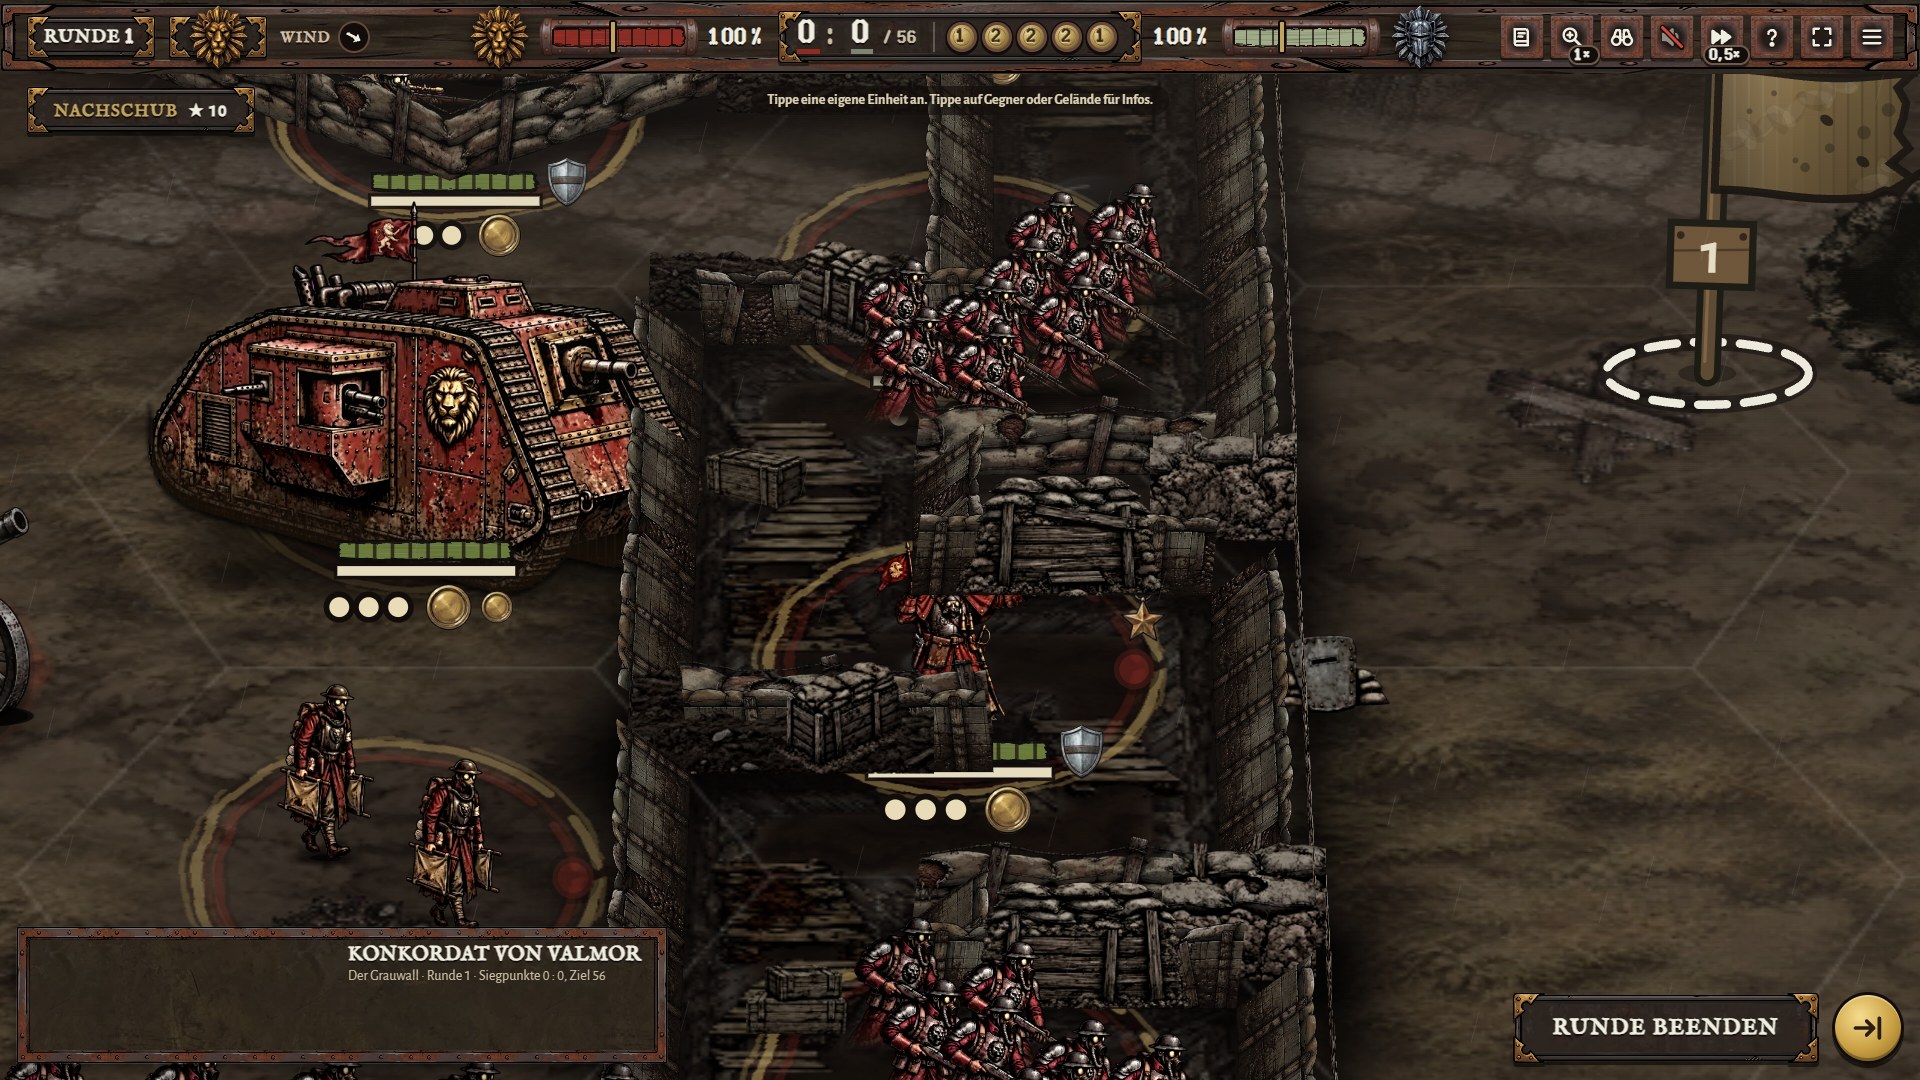 RUNDE 1
WIND
100%
0 : 0 / 56
1 2 2 2 1
100%
1×
0,5×
?
NACHSCHUB ★ 10
Tippe eine eigene Einheit an. Tippe auf Gegner oder Gelände für Infos.
1
KONKORDAT VON VALMOR
Der Grauwall · Runde 1 · Siegpunkte 0 : 0, Ziel 56
RUNDE BEENDEN